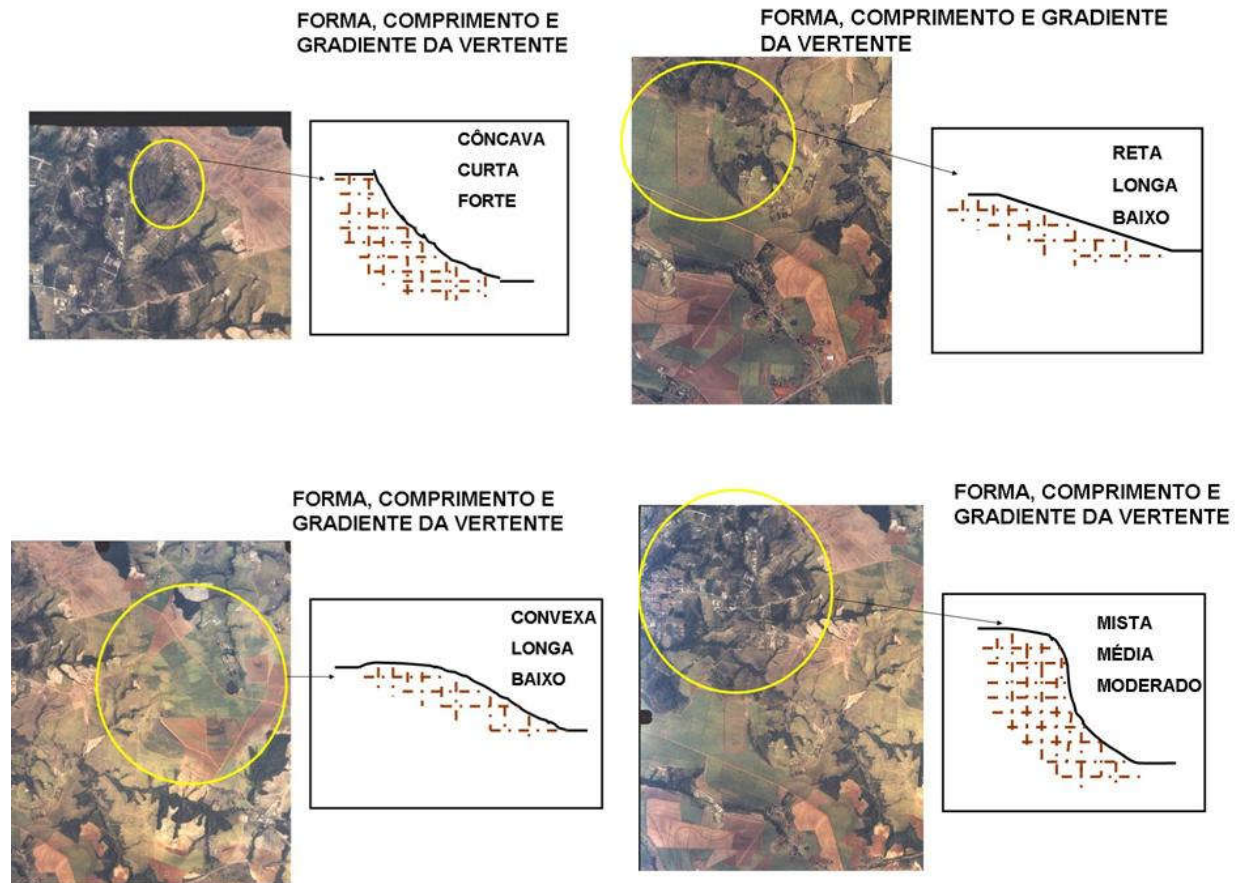 FORMA, COMPRIMENTO E
GRADIENTE DA VERTENTE
CÔNCAVA
CURTA
FORTE
FORMA, COMPRIMENTO E GRADIENTE
DA VERTENTE
RETA
LONGA
BAIXO
FORMA, COMPRIMENTO E
GRADIENTE DA VERTENTE
CONVEXA
LONGA
BAIXO
FORMA, COMPRIMENTO E
GRADIENTE DA VERTENTE
MISTA
MÉDIA
MODERADO